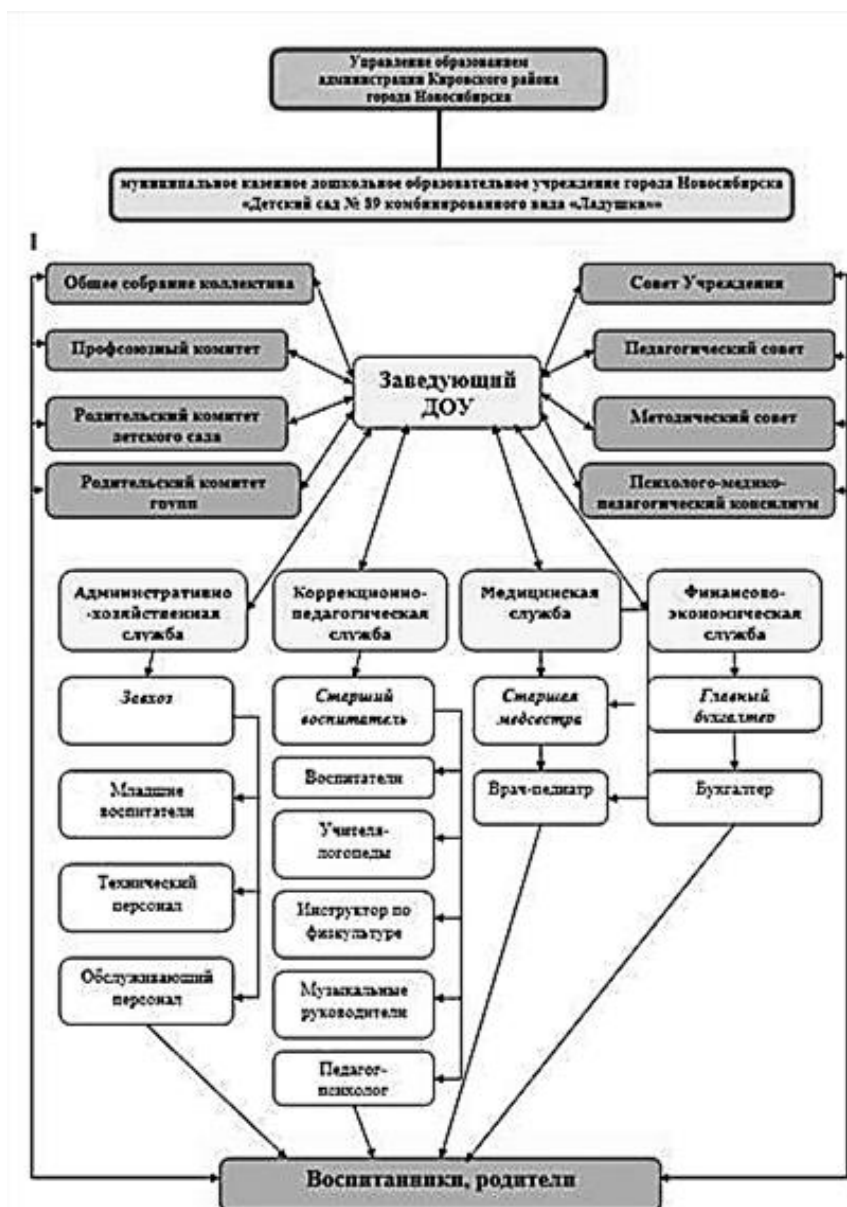 Управление образованием
администрации Кировского района
города Новосибирска
муниципальное казенное дошкольное образовательное учреждение города Новосибирска
«Детский сад № 89 комбинированного вида «Ладушка»»
I
Общее собрание коллектива
Совет Учреждения
Профсоюзный комитет
Педагогический совет
Заведующий
ДОУ
Родительский комитет
детского сада
Методический совет
Родительский комитет
групп
Психолого-медико-
педагогический консилиум
Административно
-хозяйственная
служба
Коррекционно-
педагогическая
служба
Медицинская
служба
Финансово-
экономическая
служба
Завхоз
Старший
воспитатель
Старшая
медсестра
Главный
бухгалтер
Младшие
воспитатели
Воспитатели
Врач-педиатр
Бухгалтер
Учителя-
логопеды
Технический
персонал
Инструктор по
физкультуре
Обслуживающий
персонал
Музыкальные
руководители
Педагог-
психолог
Воспитанники, родители